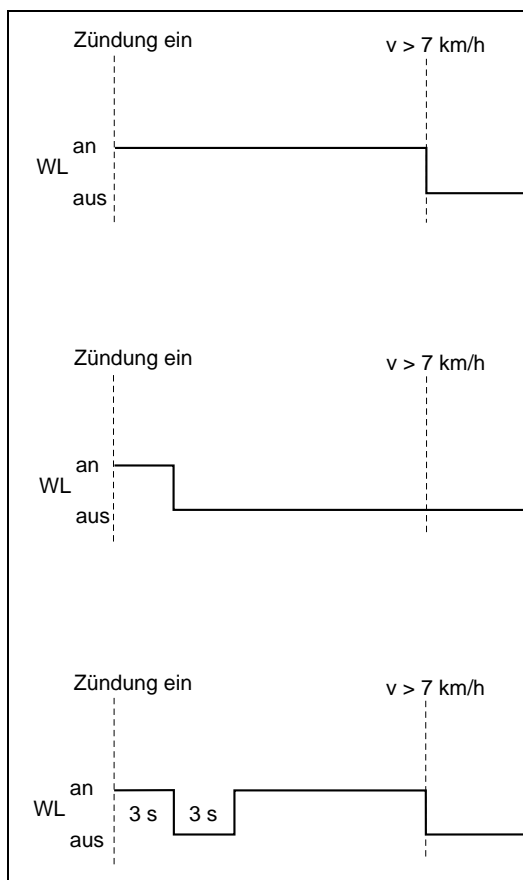 Zündung ein v > 7 km/h
an
WL
aus
Zündung ein v > 7 km/h
an
WL
aus
Zündung ein v > 7 km/h
an
WL 3 s 3 s
aus